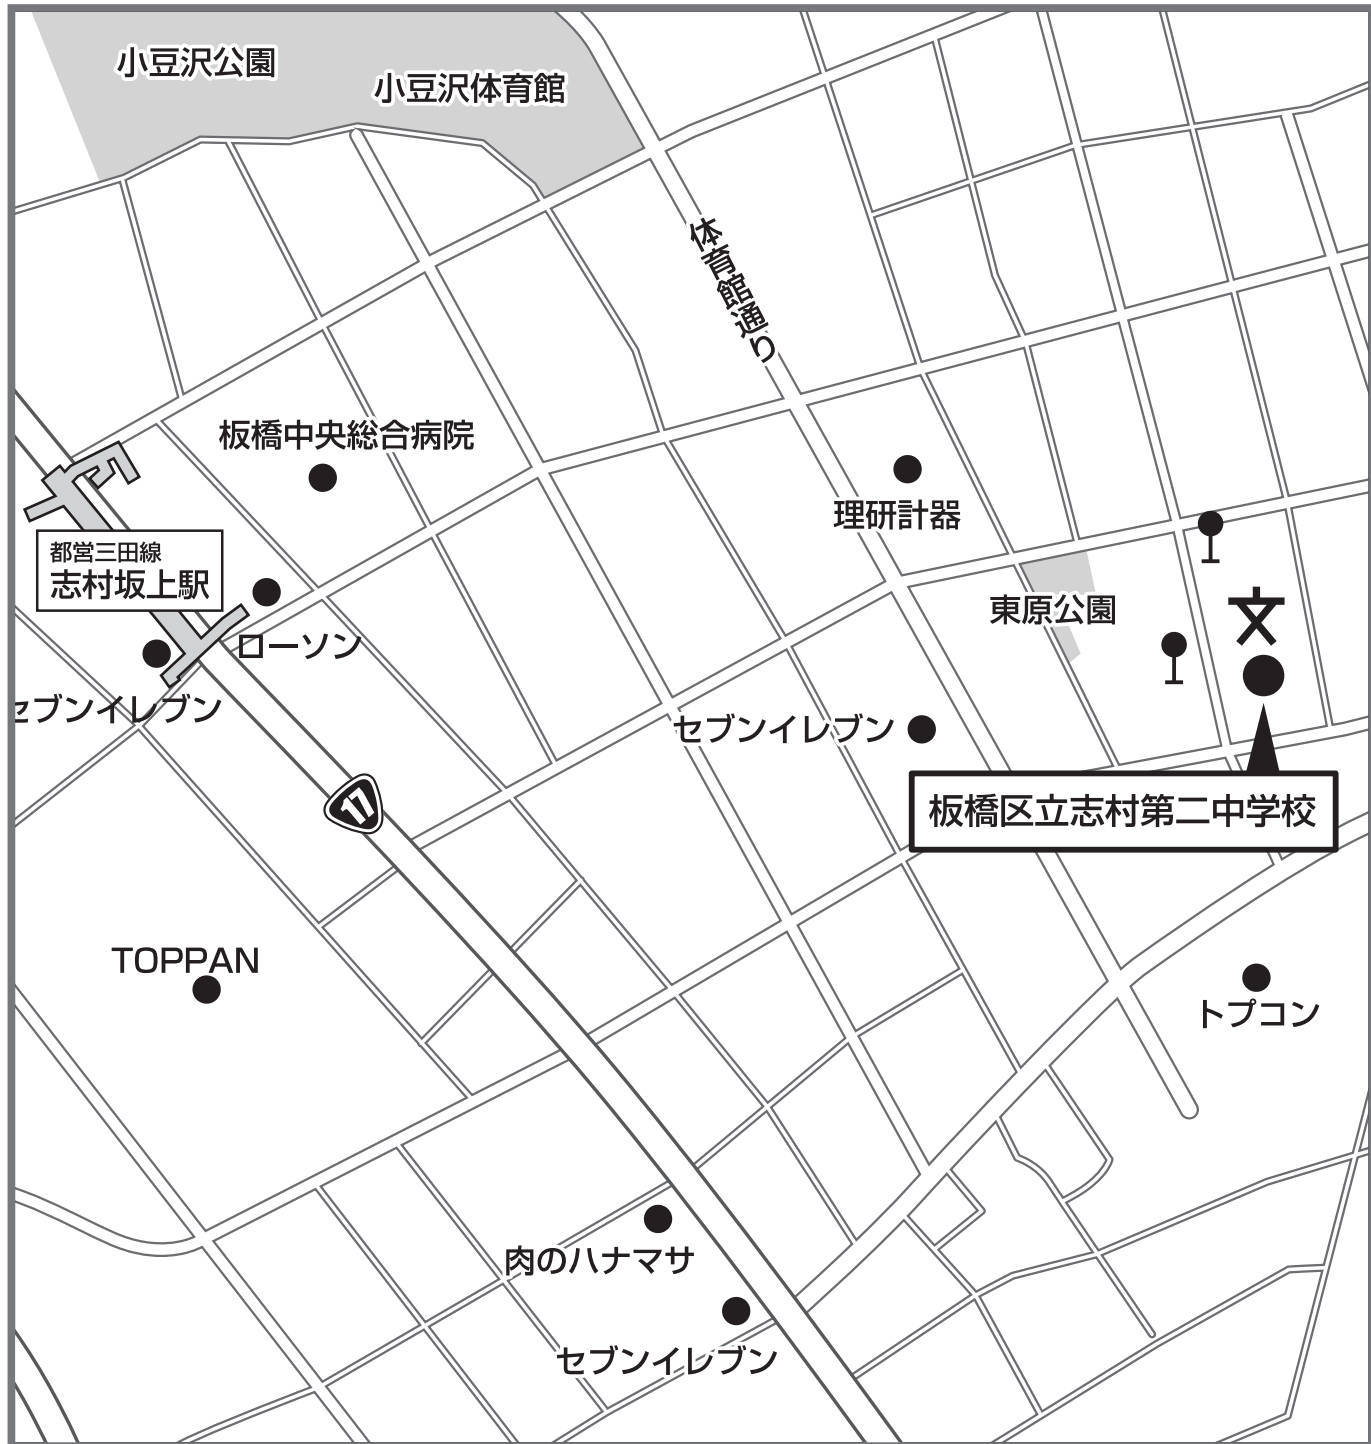 小豆沢公園
小豆沢体育館
体育館通り
板橋中央総合病院
理研計器
都営三田線
志村坂上駅
東原公園
文
ローソン
セブンイレブン
セブンイレブン
17
板橋区立志村第二中学校
TOPPAN
トプコン
肉のハナマサ
セブンイレブン